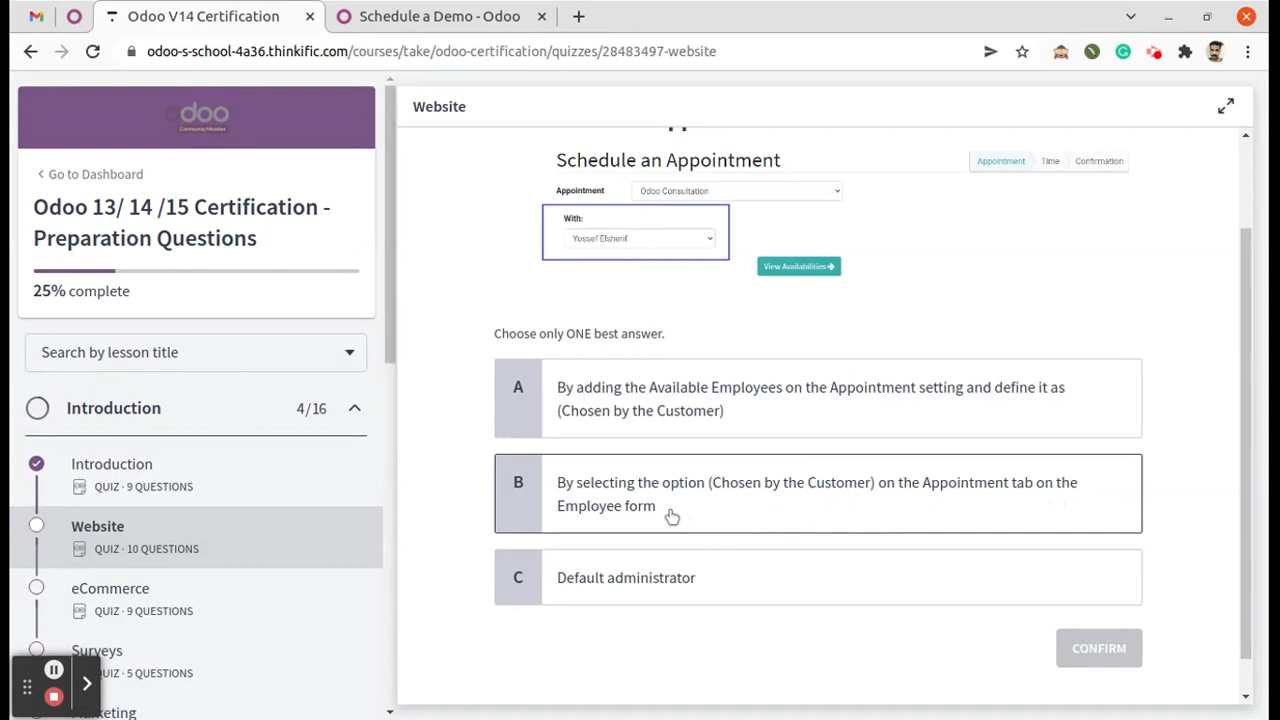 Odoo V14 Certification
Schedule a Demo - Odoo
odoo-s-school-4a36.thinkific.com/courses/take/odoo-certification/quizzes/28483497-website
odoo
Community Member
Go to Dashboard
Odoo 13/ 14 /15 Certification -
Preparation Questions
25% complete
Search by lesson title
Introduction 4/16
Introduction
QUIZ · 9 QUESTIONS
Website
QUIZ · 10 QUESTIONS
eCommerce
QUIZ · 9 QUESTIONS
Surveys
QUIZ · 5 QUESTIONS
Marketing
Website
Schedule an Appointment
Appointment Time Confirmation
Appointment Odoo Consultation
With:
Yossef Elsherif
View Availabilities
Choose only ONE best answer.
A By adding the Available Employees on the Appointment setting and define it as
(Chosen by the Customer)
B By selecting the option (Chosen by the Customer) on the Appointment tab on the
Employee form
C Default administrator
CONFIRM